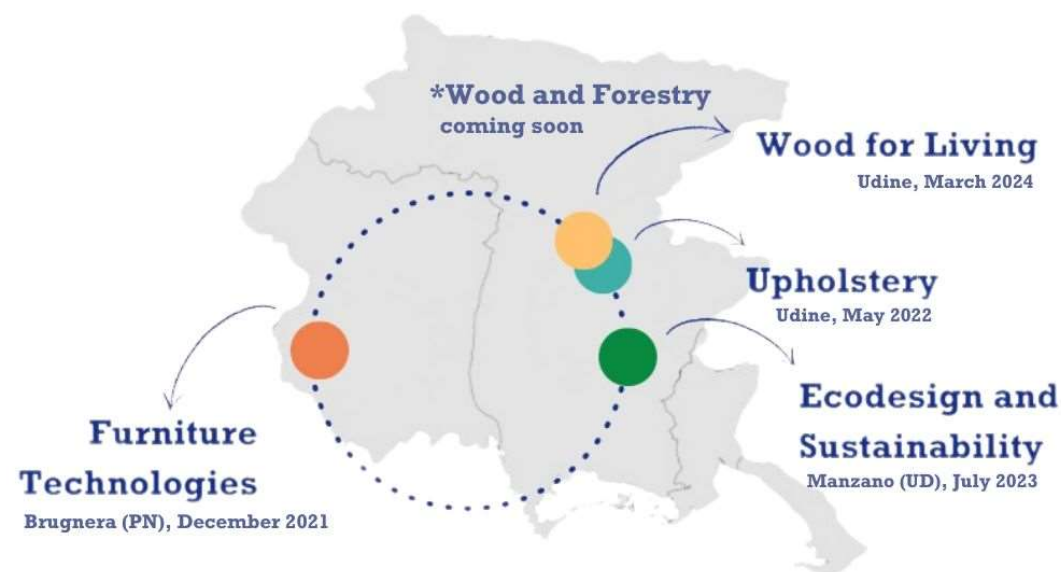 *Wood and Forestry
coming soon
Wood for Living
Udine, March 2024
Upholstery
Udine, May 2022
Ecodesign and
Sustainability
Manzano (UD), July 2023
Furniture
Technologies
Brugnera (PN), December 2021